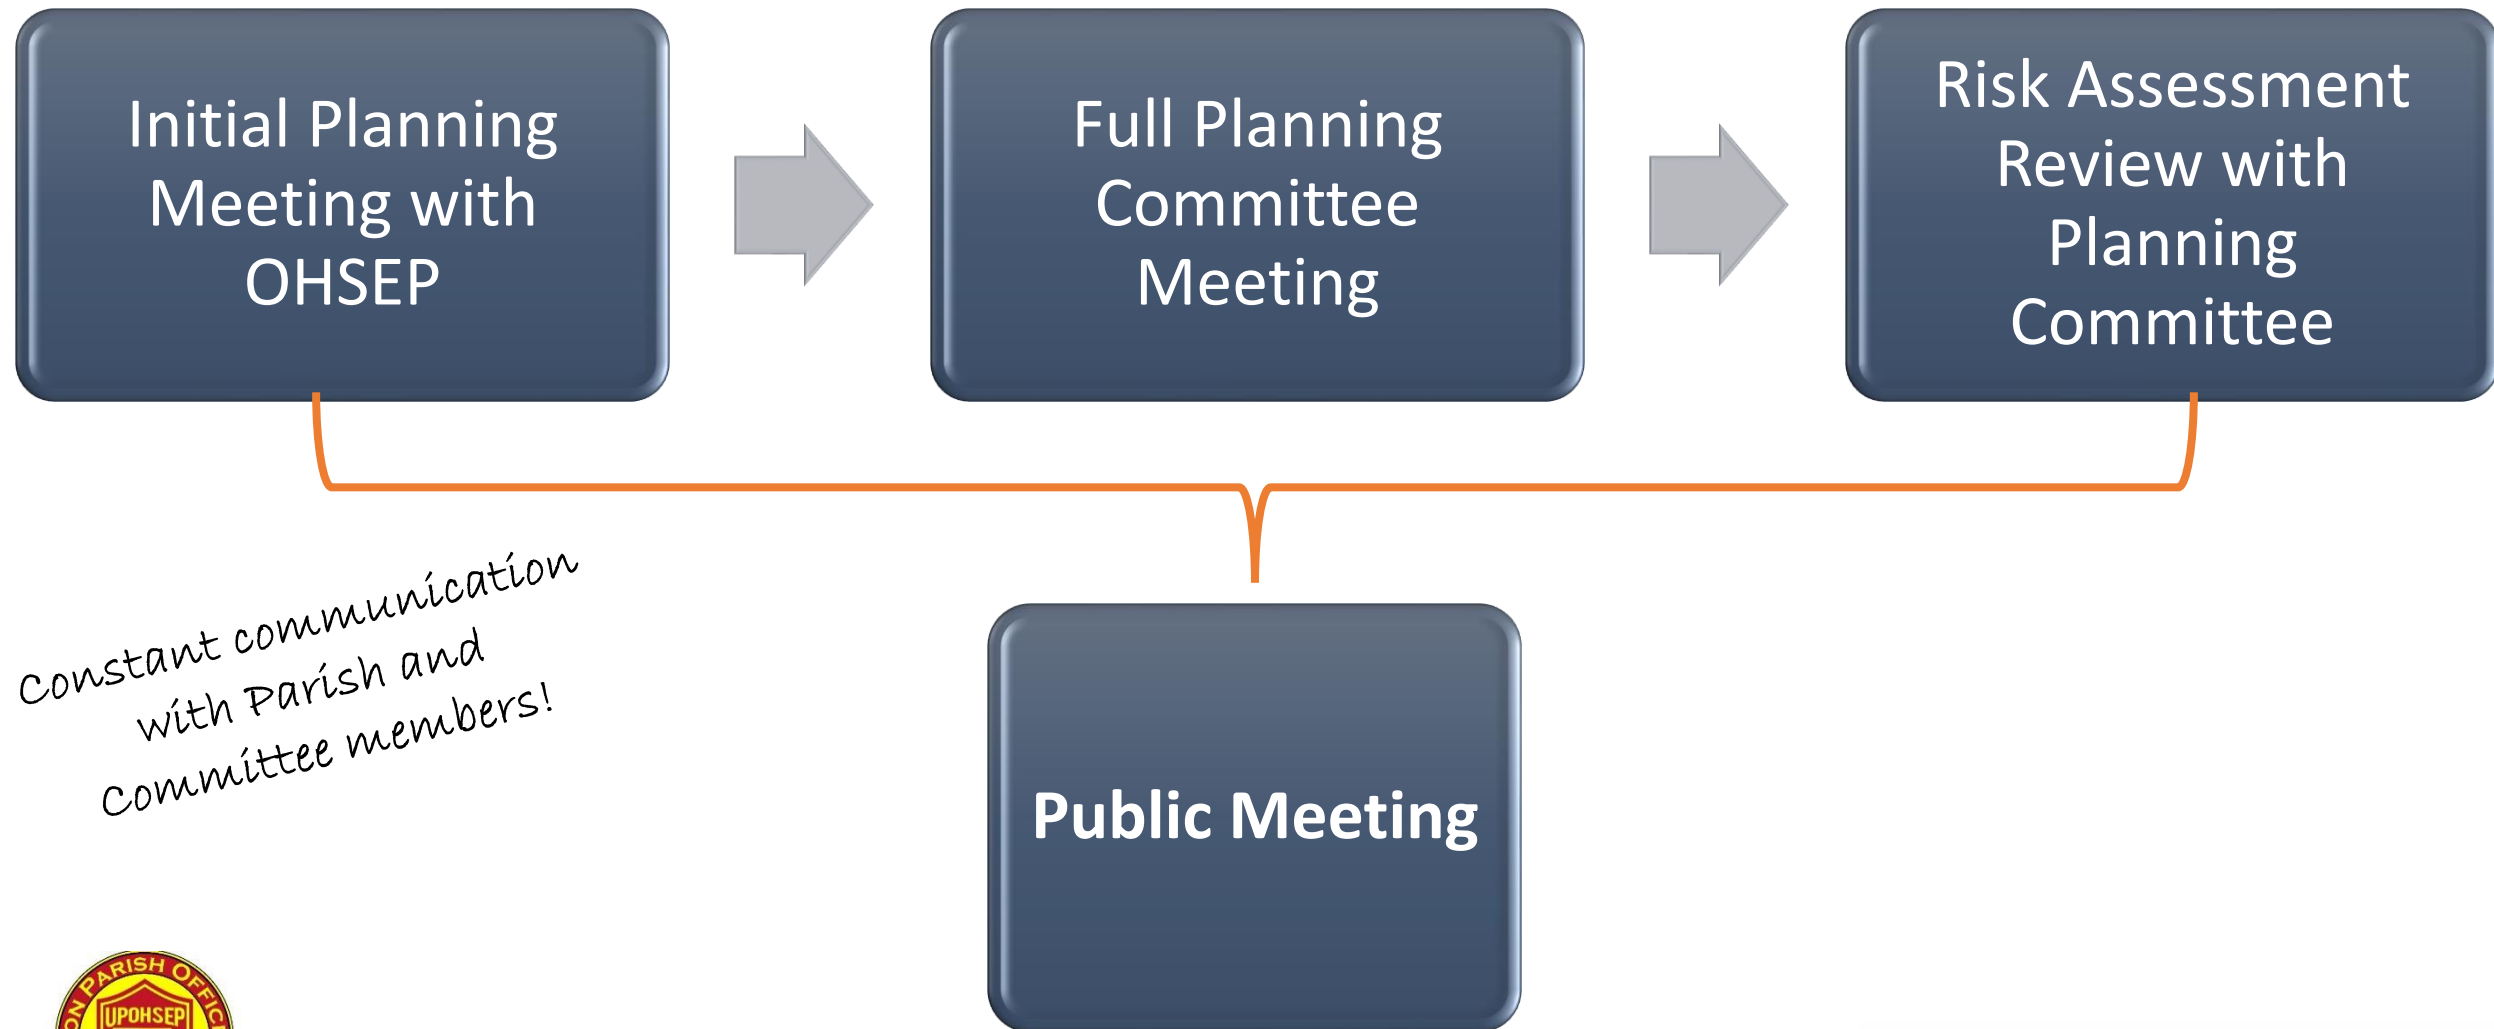 Initial Planning
Meeting with
OHSEP
Full Planning
Committee
Meeting
Risk Assessment
Review with
Planning
Committee
Constant communication
with Parish and
Committee members!
Public Meeting
PARISH
UPOHSEP